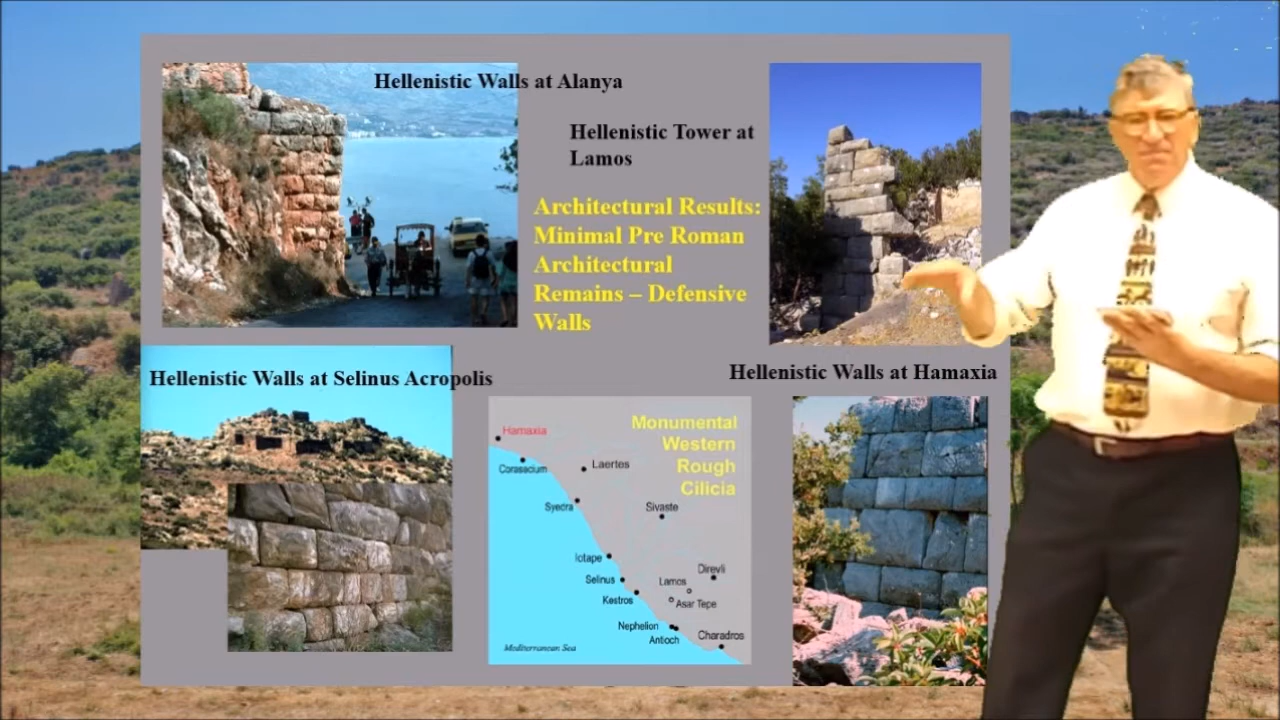 Hellenistic Walls at Alanya
Hellenistic Tower at
Lamos
Architectural Results:
Minimal Pre Roman
Architectural
Remains – Defensive
Walls
Hellenistic Walls at Selinus Acropolis
Hellenistic Walls at Hamaxia
Monumental
Western
Rough
Cilicia
Hamaxia
Corasacium
Laertes
Syedra
Sivaste
Iotape
Selinus
Kestros
Lamos
Direvli
Asar Tepe
Nephelion
Antioch
Charadros
Mediterranean Sea